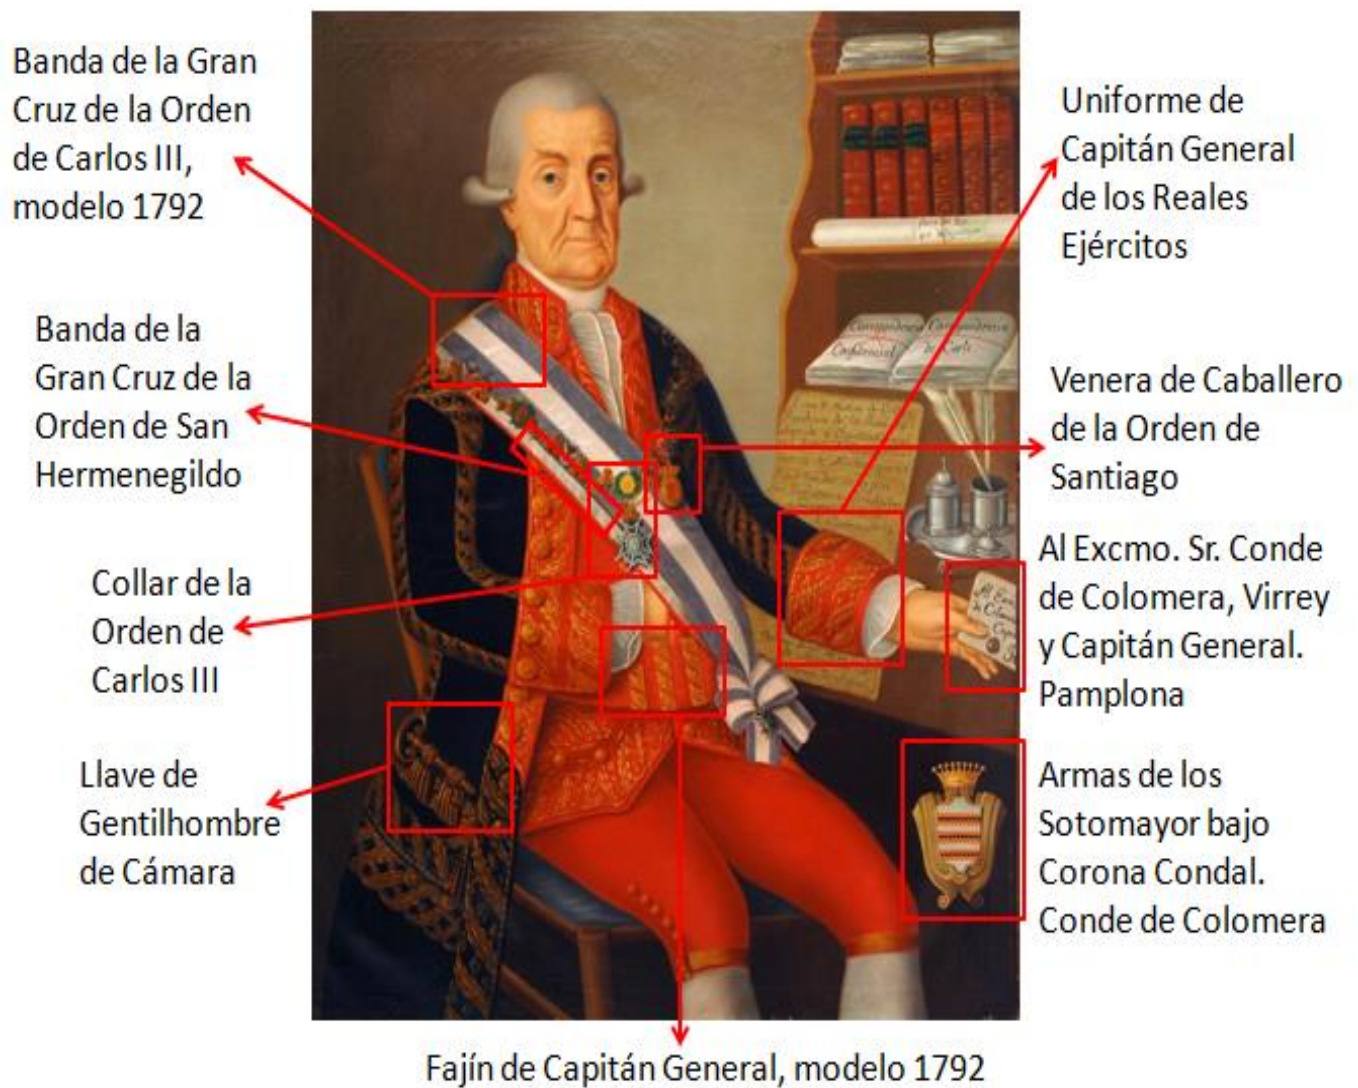 Banda de la Gran
Cruz de la Orden
de Carlos III,
modelo 1792
Banda de la
Gran Cruz de la
Orden de San
Hermenegildo
Collar de la
Orden de
Carlos III
Llave de
Gentilhombre
de Cámara
Uniforme de
Capitán General
de los Reales
Ejércitos
Venera de Caballero
de la Orden de
Santiago
Al Excmo. Sr. Conde
de Colomera, Virrey
y Capitán General.
Pamplona
Armas de los
Sotomayor bajo
Corona Condal.
Conde de Colomera
Fajín de Capitán General, modelo 1792
Correspondencia
Correspondencia